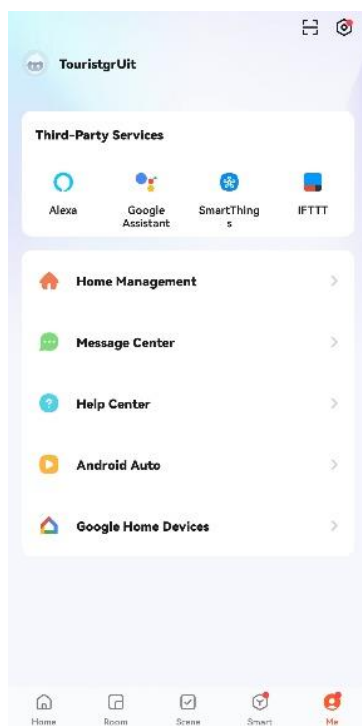 TouristgrUit
Third-Party Services
Alexa
Google
Assistant
SmartThing
s
IFTTT
Home Management
Message Center
Help Center
Android Auto
Google Home Devices
Home
Room
Scene
Smart
Me